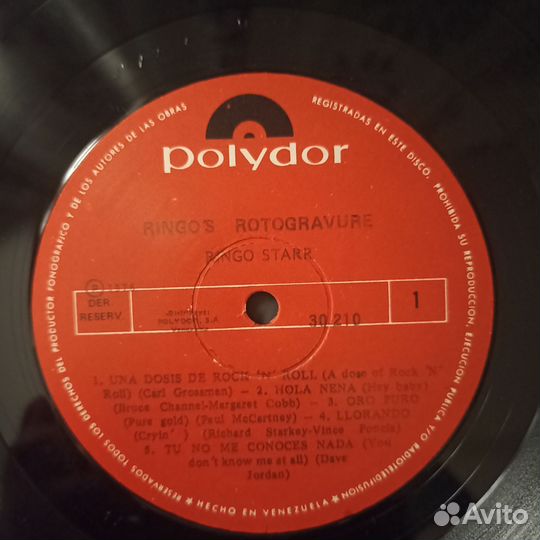 RESERVADOS TODOS LOS DERECHOS DEL PRODUCTOR FONOGRAFICO Y DE LOS AUTORES DE LAS OBRAS
REGISTRADAS EN ESTE DISCO. PROHIBIDA SU REPRODUCCION, EJECUCION PUBLICA Y/O RADIOTELEDIFUSION
polydor
RINGO'S ROTOGRAVURE
RINGO STARR
℗ 1976
DER.
RESERV.
POLYDOR, S.A.
30.210
1
1. UNA DOSIS DE ROCK 'N' ROLL (A dose of Rock 'N'
Roll) (Carl Grossman) - 2. HOLA NENA (Hey baby)
(Bruce Channel-Margaret Cobb) - 3. ORO PURO
(Pure gold) (Paul McCartney) - 4. LLORANDO
(Cryin') (Richard Starkey-Vince Poncia)
5. TU NO ME CONOCES NADA (You
don't know me at all) (Dave
Jordan)
★ HECHO EN VENEZUELA ★
Avito